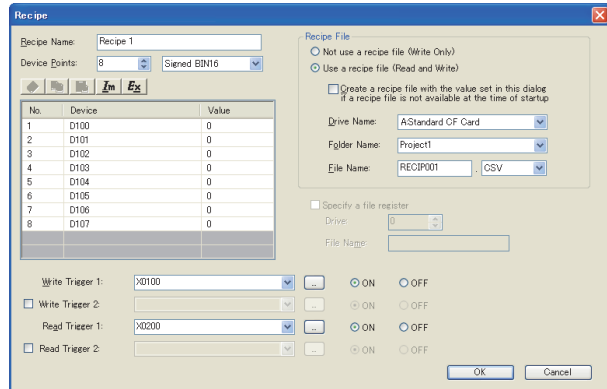 Recipe
Recipe Name: Recipe 1
Device Points: 8 Signed BIN16
Im Ex
No. Device Value
1 D100 0
2 D101 0
3 D102 0
4 D103 0
5 D104 0
6 D105 0
7 D106 0
8 D107 0
Recipe File
Not use a recipe file (Write Only)
Use a recipe file (Read and Write)
Create a recipe file with the value set in this dialog
if a recipe file is not available at the time of startup
Drive Name: A:Standard CF Card
Folder Name: Project1
File Name: RECIP001 . CSV
Specify a file register
Drive: 0
File Name
Write Trigger 1: X0100 ... ON OFF
Write Trigger 2: ... ON OFF
Read Trigger 1: X0200 ... ON OFF
Read Trigger 2: ... ON OFF
OK Cancel